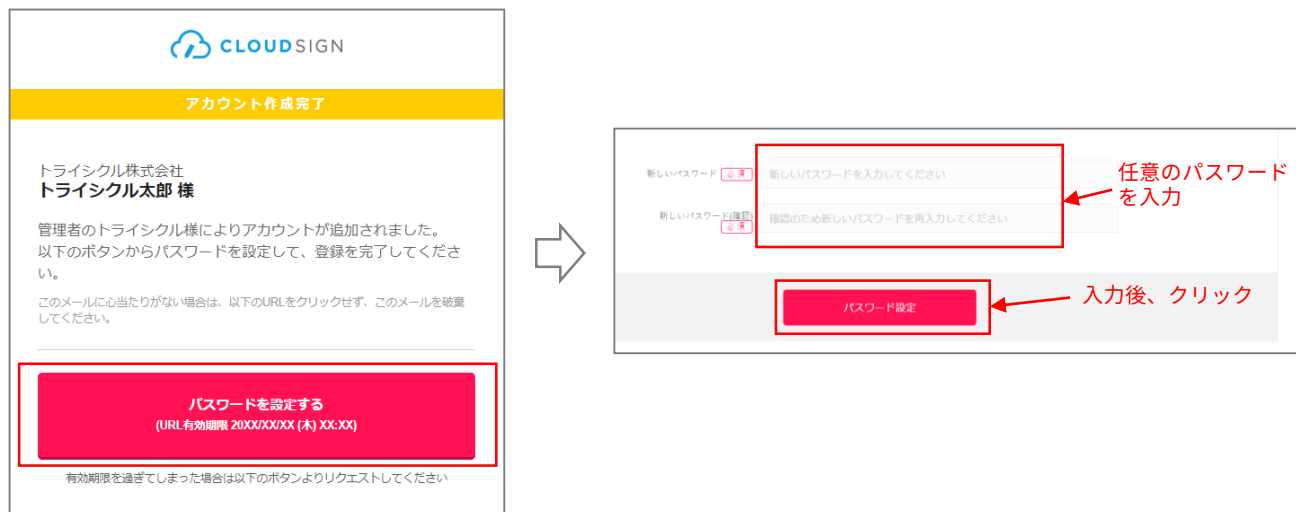 CLOUDSIGN
アカウント作成完了
トライシクル株式会社
トライシクル太郎 様
管理者のトライシクル様によりアカウントが追加されました。
以下のボタンからパスワードを設定して、登録を完了してくださ
い。
このメールに心当たりがない場合は、以下のURLをクリックせず、このメールを破棄
してください。
パスワードを設定する
(URL有効期限 20XX/XX/XX (木) XX:XX)
有効期限を過ぎてしまった場合は以下のボタンよりリクエストしてください
新しいパスワード 必須 新しいパスワードを入力してください
新しいパスワード(確認)
必須
確認のため新しいパスワードを再入力してください
任意のパスワード
を入力
パスワード設定
入力後、クリック